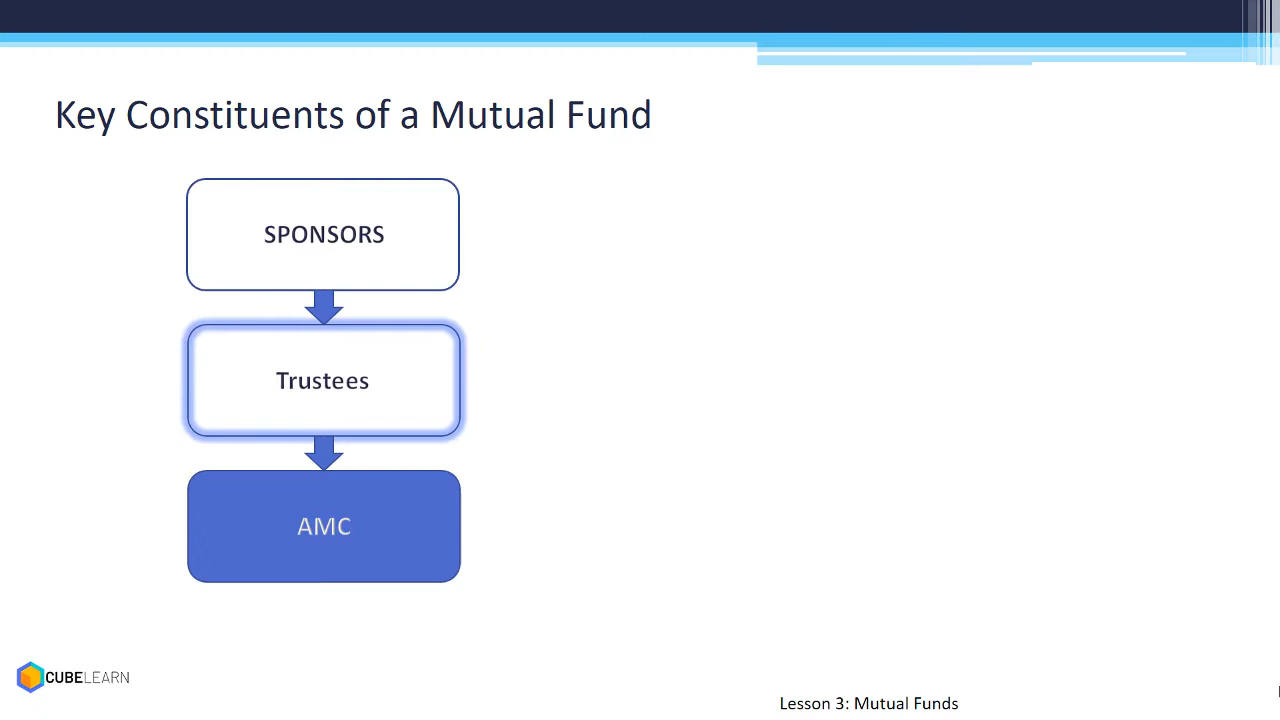 Key Constituents of a Mutual Fund
SPONSORS
Trustees
AMC
CUBELEARN
Lesson 3: Mutual Funds